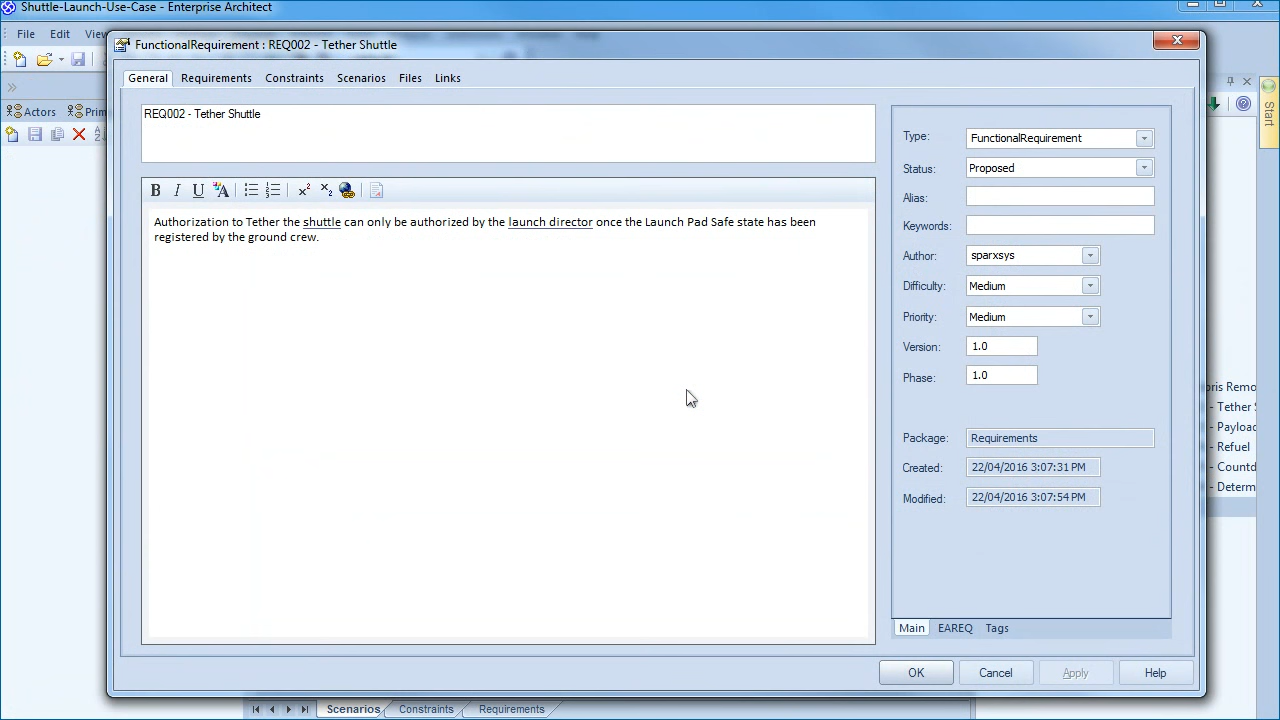 Shuttle-Launch-Use-Case - Enterprise Architect
File Edit
FunctionalRequirement : REQ002 - Tether Shuttle
General Requirements Constraints Scenarios Files Links
Actors
REQ002 - Tether Shuttle
B I U
Authorization to Tether the shuttle can only be authorized by the launch director once the Launch Pad Safe state has been
registered by the ground crew.
Type: FunctionalRequirement
Status: Proposed
Alias:
Keywords:
Author: sparxsys
Difficulty: Medium
Priority: Medium
Version: 1.0
Phase: 1.0
Package: Requirements
Created: 22/04/2016 3:07:31 PM
Modified: 22/04/2016 3:07:54 PM
Main EAREQ Tags
OK Cancel Apply Help
Start
- Tether
- Payload
- Refuel
Scenarios Constraints Requirements